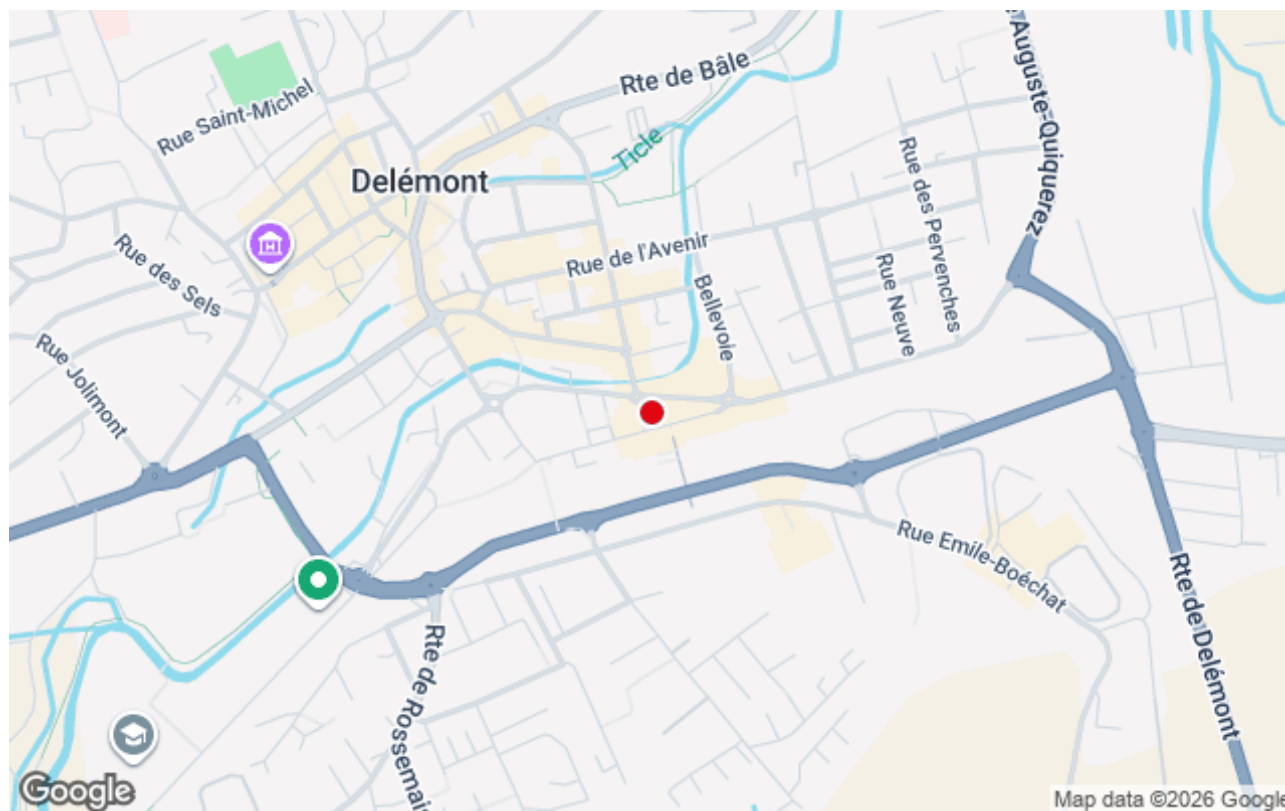 Rte de Bâle
Auguste-Quiquerez
Rue Saint-Michel
Ticle
Delémont
Rue des Pervenches
Rue de l'Avenir
Rue des Sels
Bellevoie
Rue Neuve
Rue Jolimont
Rue Emile-Boéchat
Rte de Delémont
Rte de Rossemai
H
Google
Map data ©2026 Google